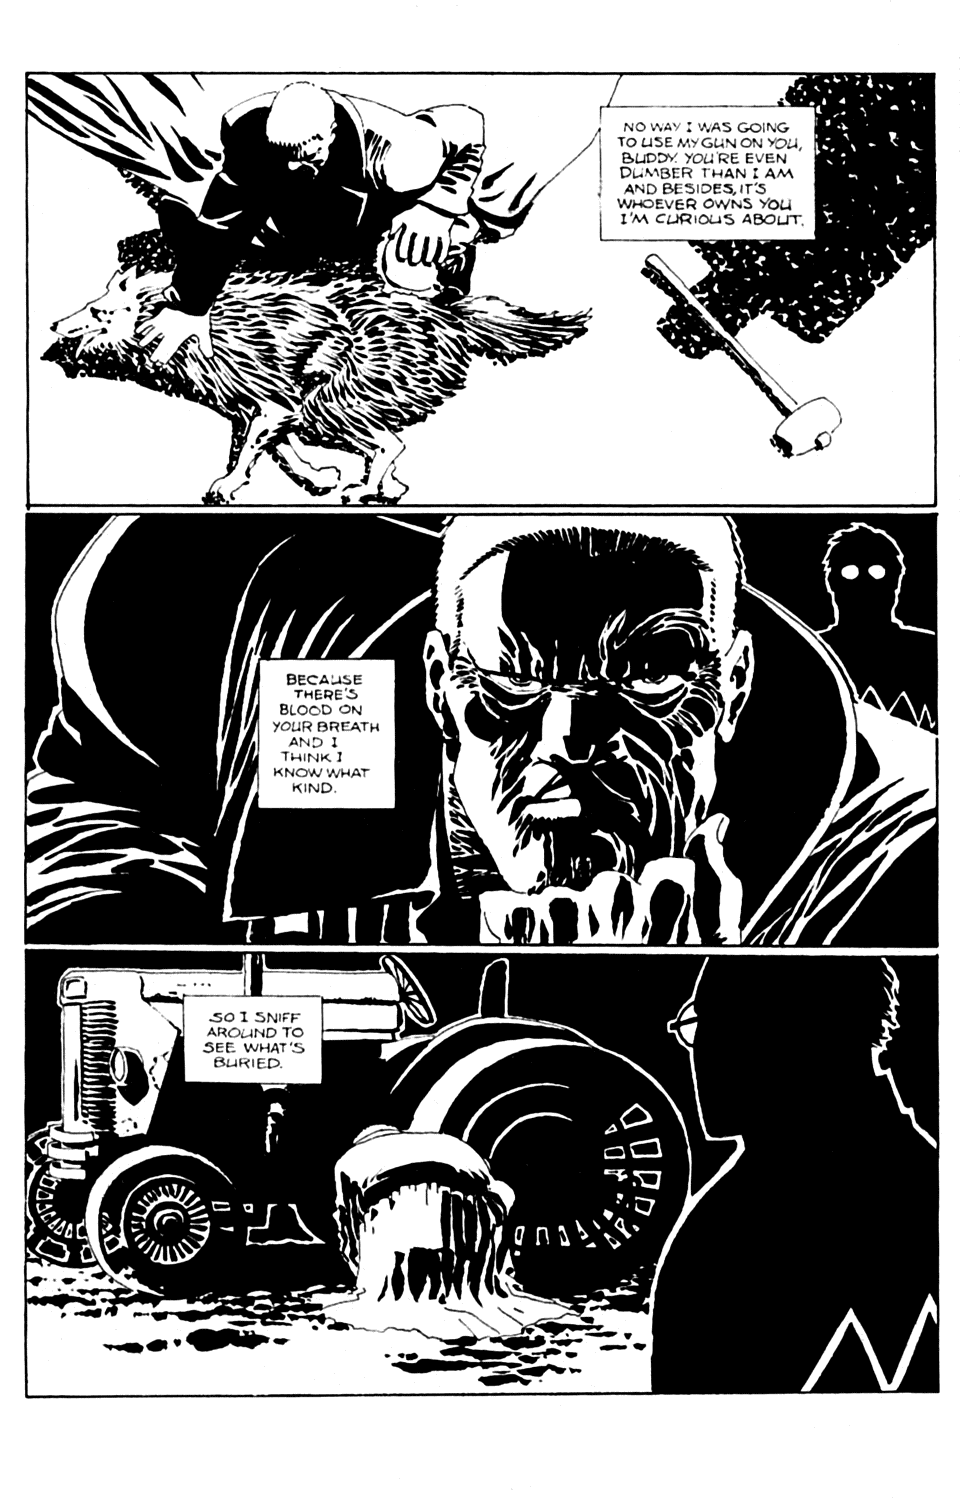 NO WAY I WAS GOING
TO USE MY GUN ON YOU,
BUDDY. YOU'RE EVEN
DUMBER THAN I AM
AND BESIDES, IT'S
WHOEVER OWNS YOU
I'M CURIOUS ABOUT.
BECAUSE
THERE'S
BLOOD ON
YOUR BREATH
AND I
THINK I
KNOW WHAT
KIND.
SO I SNIFF
AROUND TO
SEE WHAT'S
BURIED.